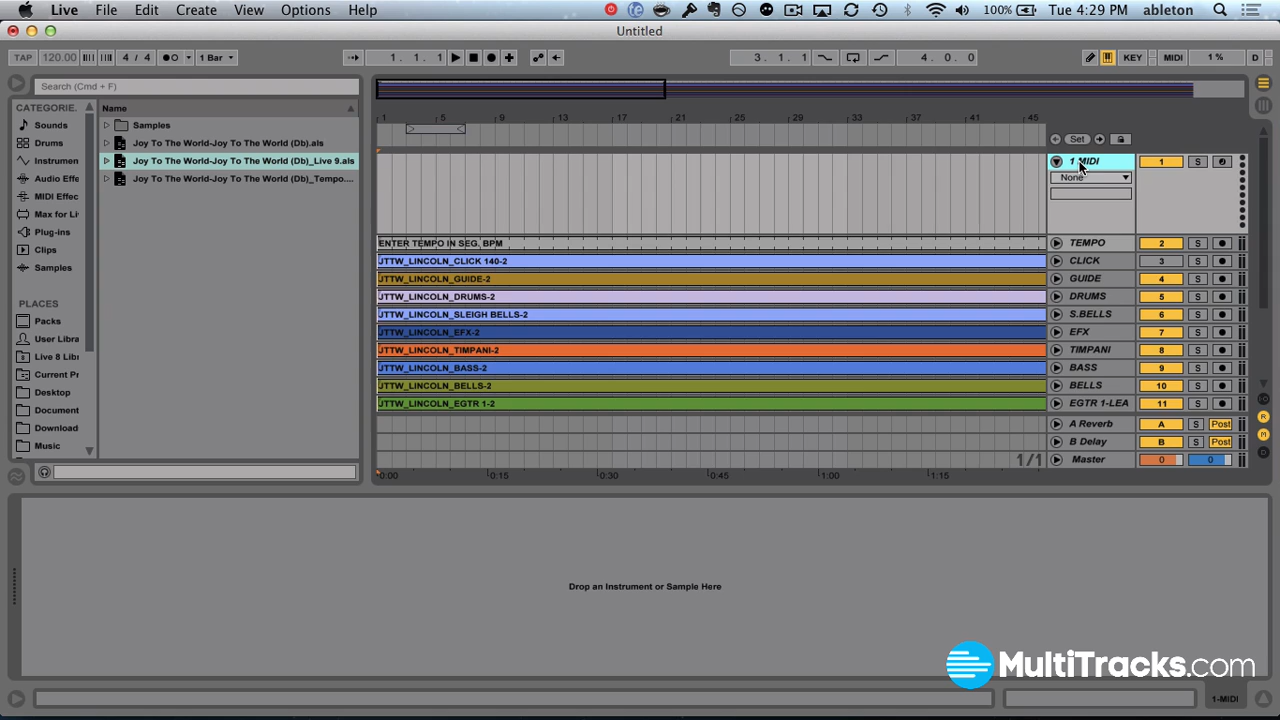 Live File Edit Create View Options Help 100% Tue 4:29 PM ableton
Untitled
TAP 120.00 4 / 4 1 Bar 1. 1. 1 3. 1. 1 4. 0. 0 KEY MIDI 1 % D
Search (Cmd + F)
CATEGORIE.
Sounds
Drums
Instrumen
Audio Effe
MIDI Effec
Max for Li
Plug-ins
Clips
Samples
PLACES
Packs
User Libra
Live 8 Libr
Current Pr
Desktop
Document
Download
Music
Name
Samples
Joy To The World-Joy To The World (Db).als
Joy To The World-Joy To The World (Db)_Live 9.als
Joy To The World-Joy To The World (Db)_Tempo....
1 5 9 13 17 21 25 29 33 37 41 45
Set
1 MIDI 1 S
None
ENTER TEMPO IN SEG. BPM TEMPO 2 S
JTTW_LINCOLN_CLICK 140-2 CLICK 3 S
JTTW_LINCOLN_GUIDE-2 GUIDE 4 S
JTTW_LINCOLN_DRUMS-2 DRUMS 5 S
JTTW_LINCOLN_SLEIGH BELLS-2 S.BELLS 6 S
JTTW_LINCOLN_EFX-2 EFX 7 S
JTTW_LINCOLN_TIMPANI-2 TIMPANI 8 S
JTTW_LINCOLN_BASS-2 BASS 9 S
JTTW_LINCOLN_BELLS-2 BELLS 10 S
JTTW_LINCOLN_EGTR 1-2 EGTR 1-LEA 11 S
A Reverb A S Post
B Delay B S Post
1/1 Master 0 0
0:00 0:15 0:30 0:45 1:00 1:15
Drop an Instrument or Sample Here
MultiTracks.com
1-MIDI